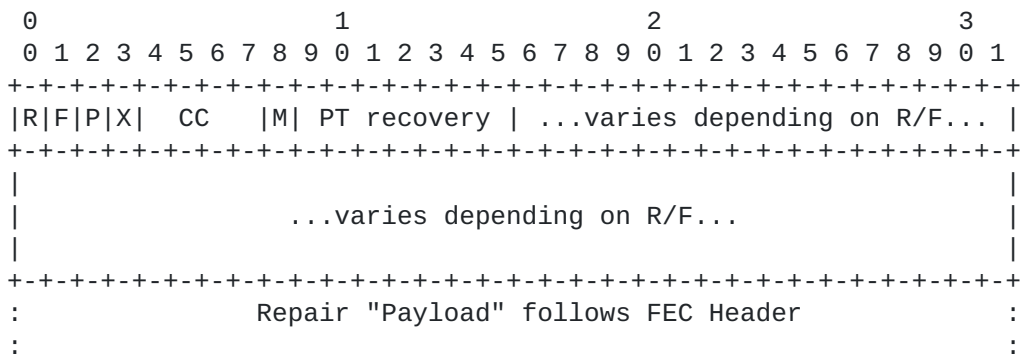 0                   1                   2                   3
 0 1 2 3 4 5 6 7 8 9 0 1 2 3 4 5 6 7 8 9 0 1 2 3 4 5 6 7 8 9 0 1
+-+-+-+-+-+-+-+-+-+-+-+-+-+-+-+-+-+-+-+-+-+-+-+-+-+-+-+-+-+-+-+-+
|R|F|P|X|  CC   |M| PT recovery | ...varies depending on R/F... |
+-+-+-+-+-+-+-+-+-+-+-+-+-+-+-+-+-+-+-+-+-+-+-+-+-+-+-+-+-+-+-+-+
|                                                               |
|                 ...varies depending on R/F...                 |
|                                                               |
+-+-+-+-+-+-+-+-+-+-+-+-+-+-+-+-+-+-+-+-+-+-+-+-+-+-+-+-+-+-+-+-+
:               Repair "Payload" follows FEC Header             :
:                                                               :